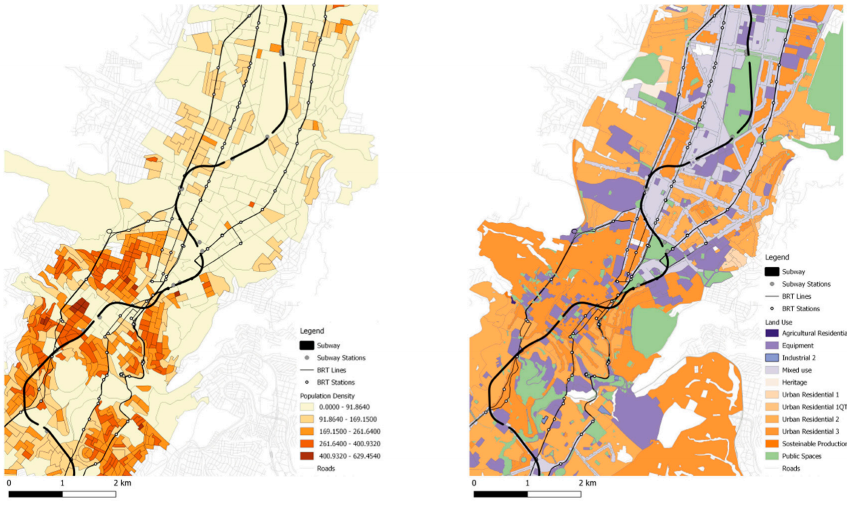 Legend
Subway
Subway Stations
BRT Lines
BRT Stations
Population Density
0.0000 - 91.8640
91.8640 - 169.1500
169.1500 - 261.6400
261.6400 - 400.9320
400.9320 - 629.4540
Roads
0 1 2 km
Legend
Subway
Subway Stations
BRT Lines
BRT Stations
Land Use
Agricultural Residentia
Equipment
Industrial 2
Mixed use
Heritage
Urban Residential 1
Urban Residential 1QT
Urban Residential 2
Urban Residential 3
Sosteinable Production
Public Spaces
Roads
0 1 2 km